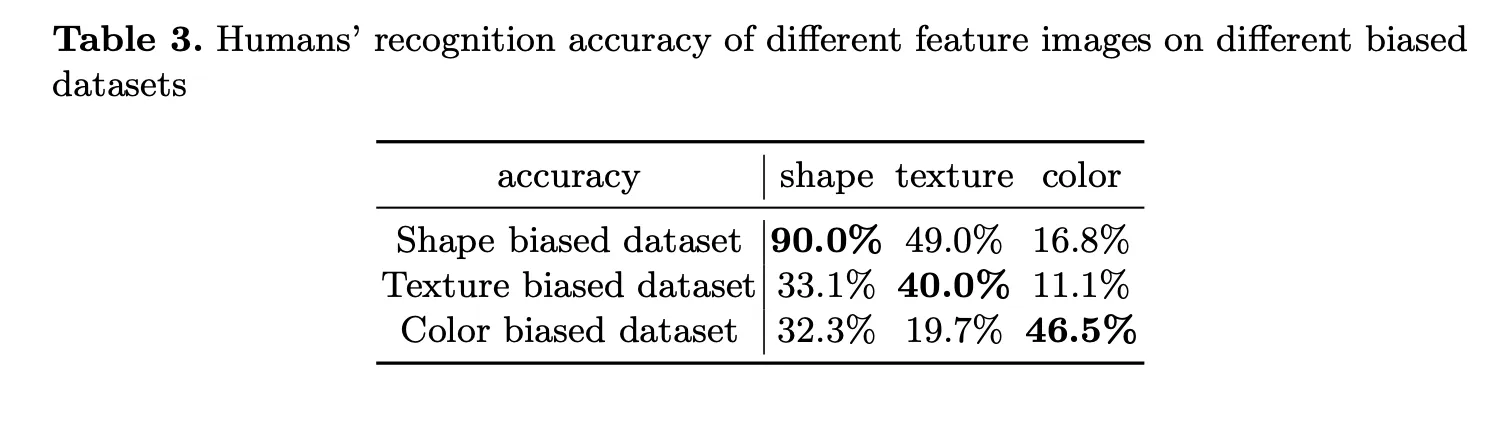 Table 3. Humans’ recognition accuracy of different feature images on different biased
datasets
accuracy shape texture color
Shape biased dataset 90.0% 49.0% 16.8%
Texture biased dataset 33.1% 40.0% 11.1%
Color biased dataset 32.3% 19.7% 46.5%